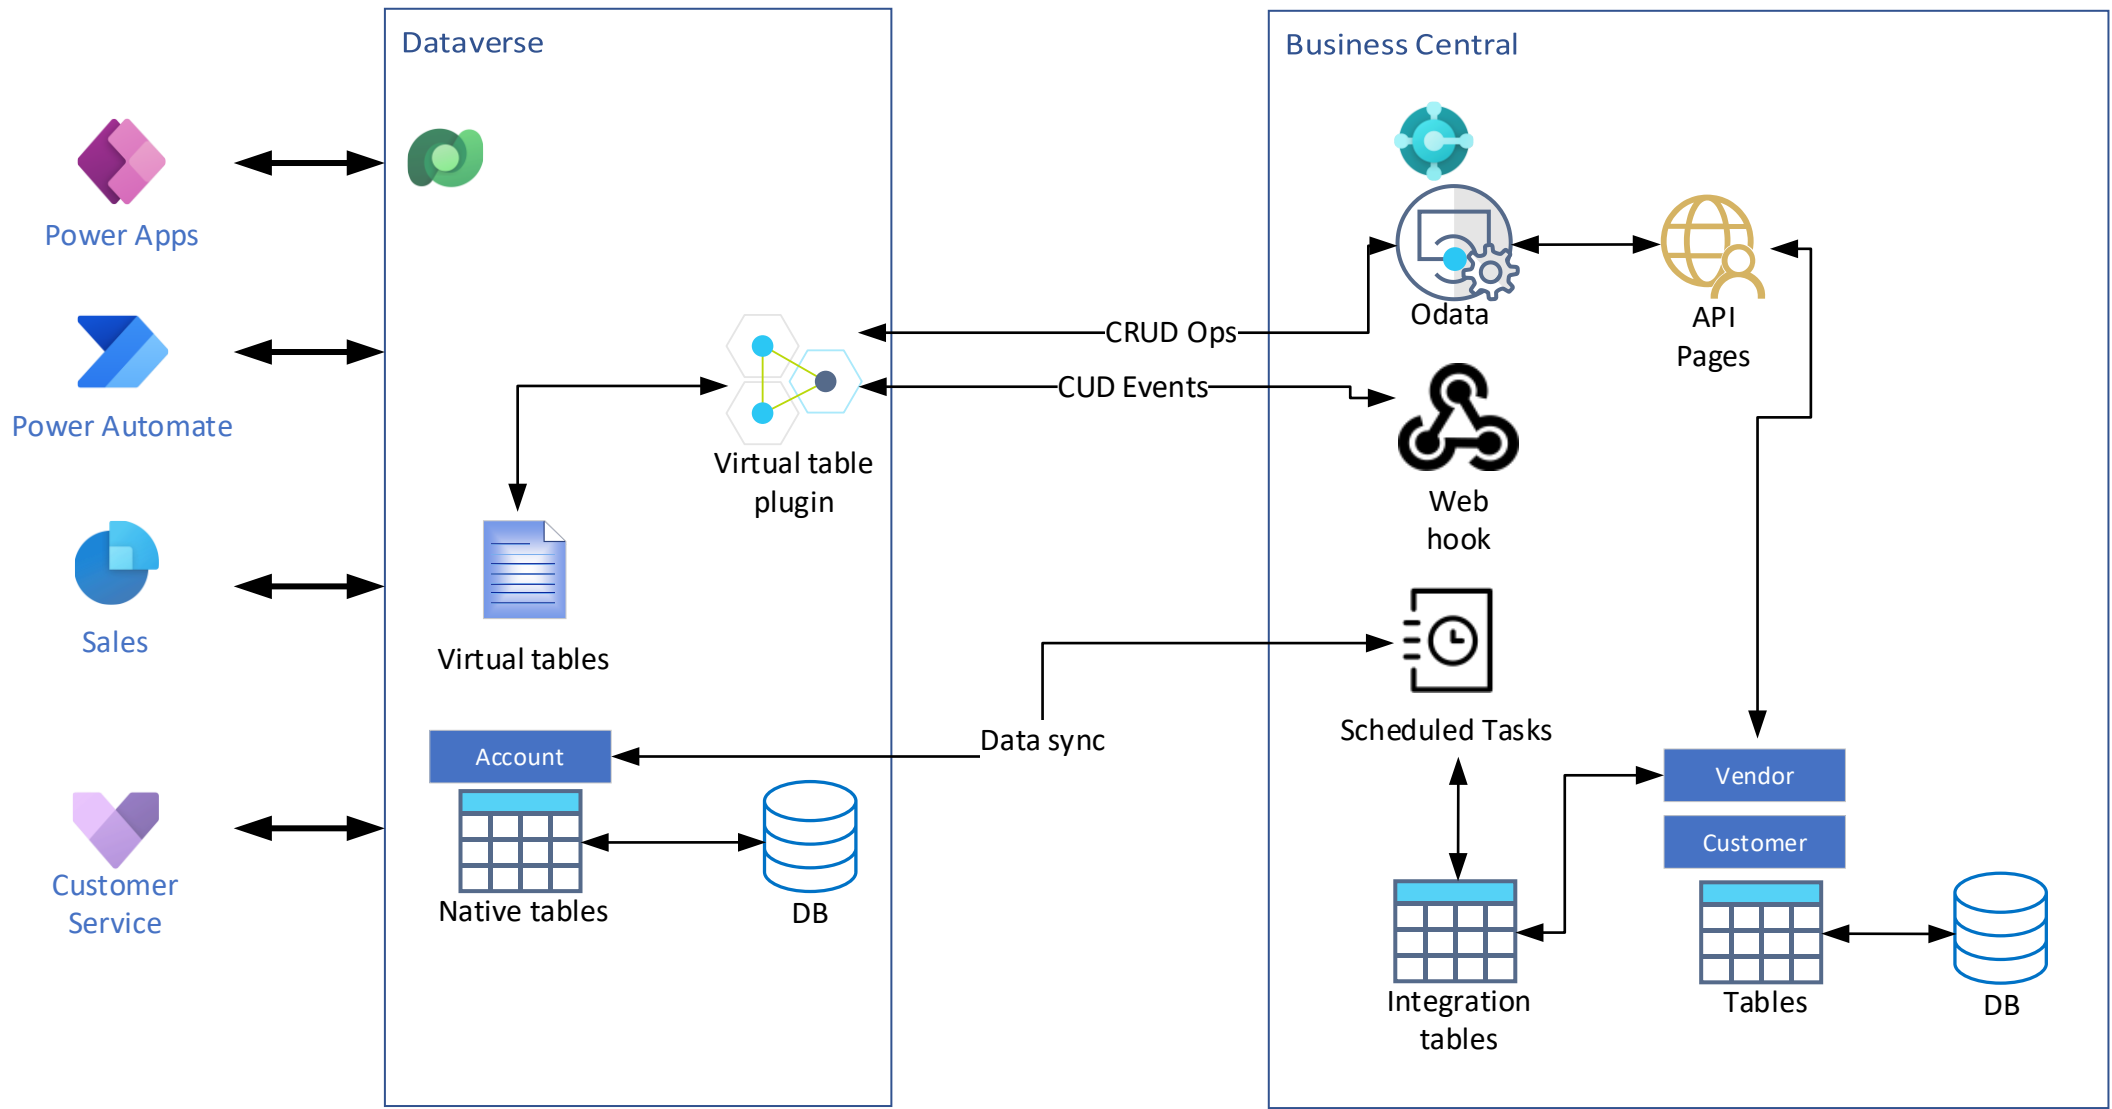 Dataverse
Business Central
Power Apps
Power Automate
Sales
Customer
Service
Virtual table
plugin
Virtual tables
Account
Native tables
DB
CRUD Ops
CUD Events
Data sync
Odata
API
Pages
Web
hook
Scheduled Tasks
Vendor
Customer
Integration
tables
Tables
DB